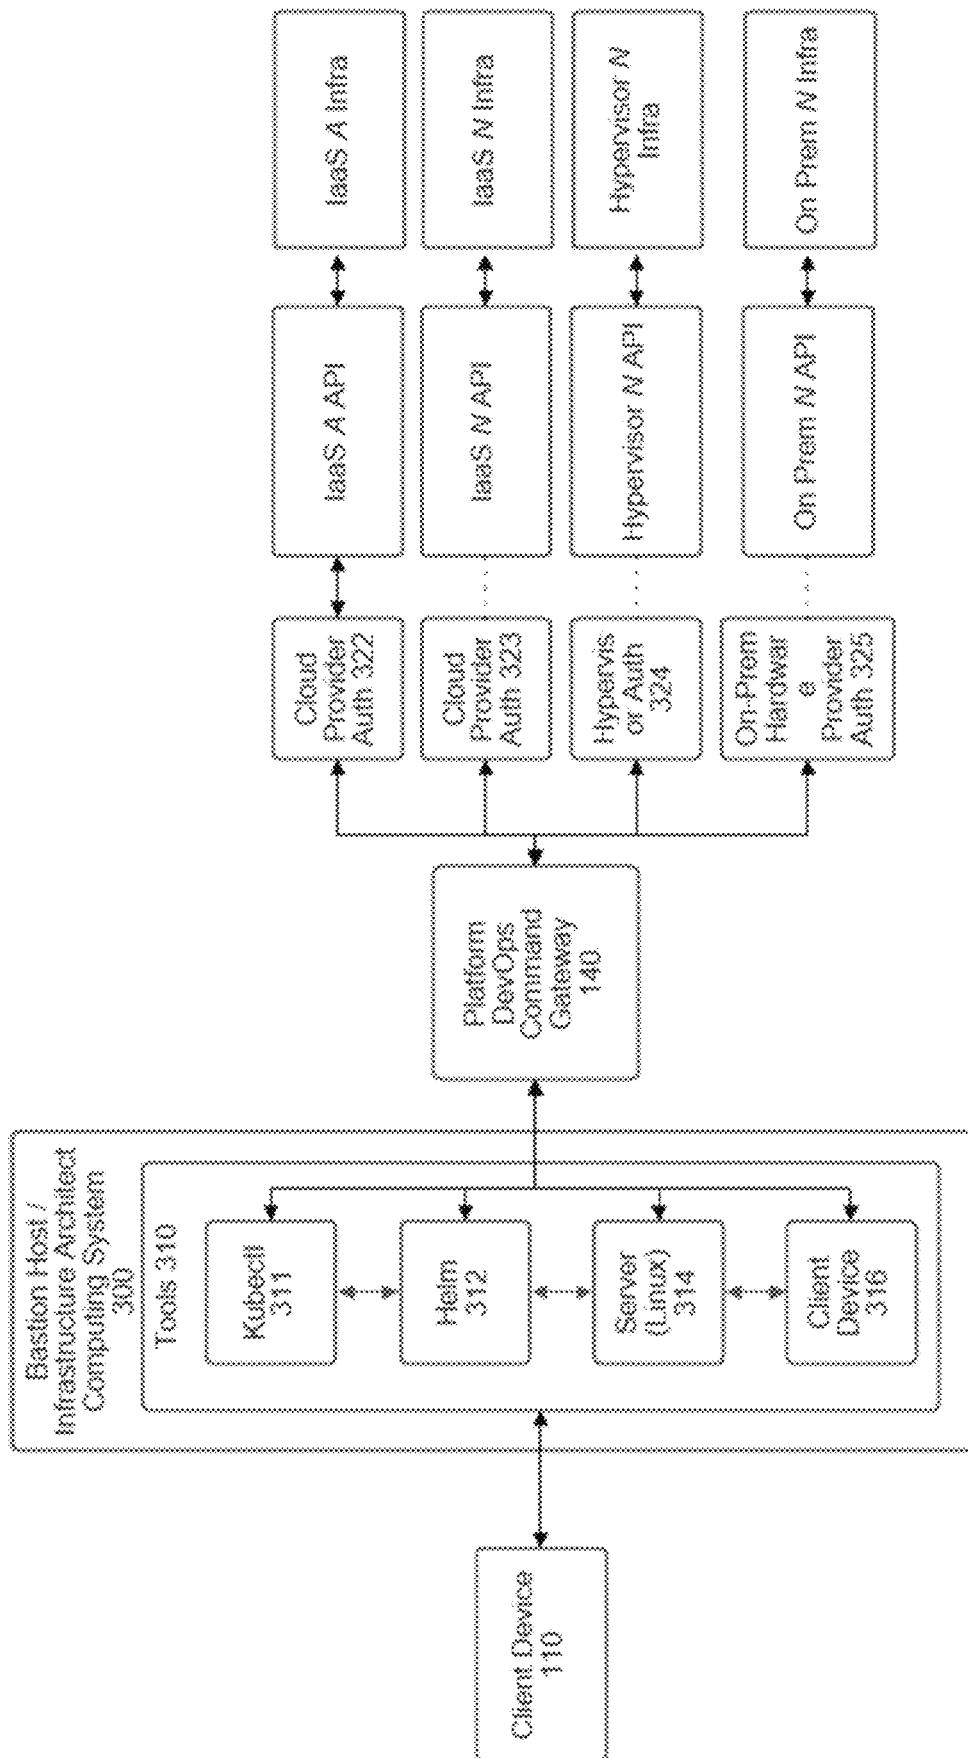 Client Device
110
Bastion Host /
Infrastructure Architect
Computing System
300
Tools 310
Kubectl
311
Helm
312
Server
(Linux)
314
Client
Device
316
Platform
DevOps
Command
Gateway
140
Cloud
Provider
Auth 322
IaaS A API
IaaS A Infra
Cloud
Provider
Auth 323
IaaS N API
IaaS N Infra
Hypervis
or Auth
324
Hypervisor N API
Hypervisor N
Infra
On-Prem
Hardwar
e
Provider
Auth 325
On Prem N API
On Prem N Infra